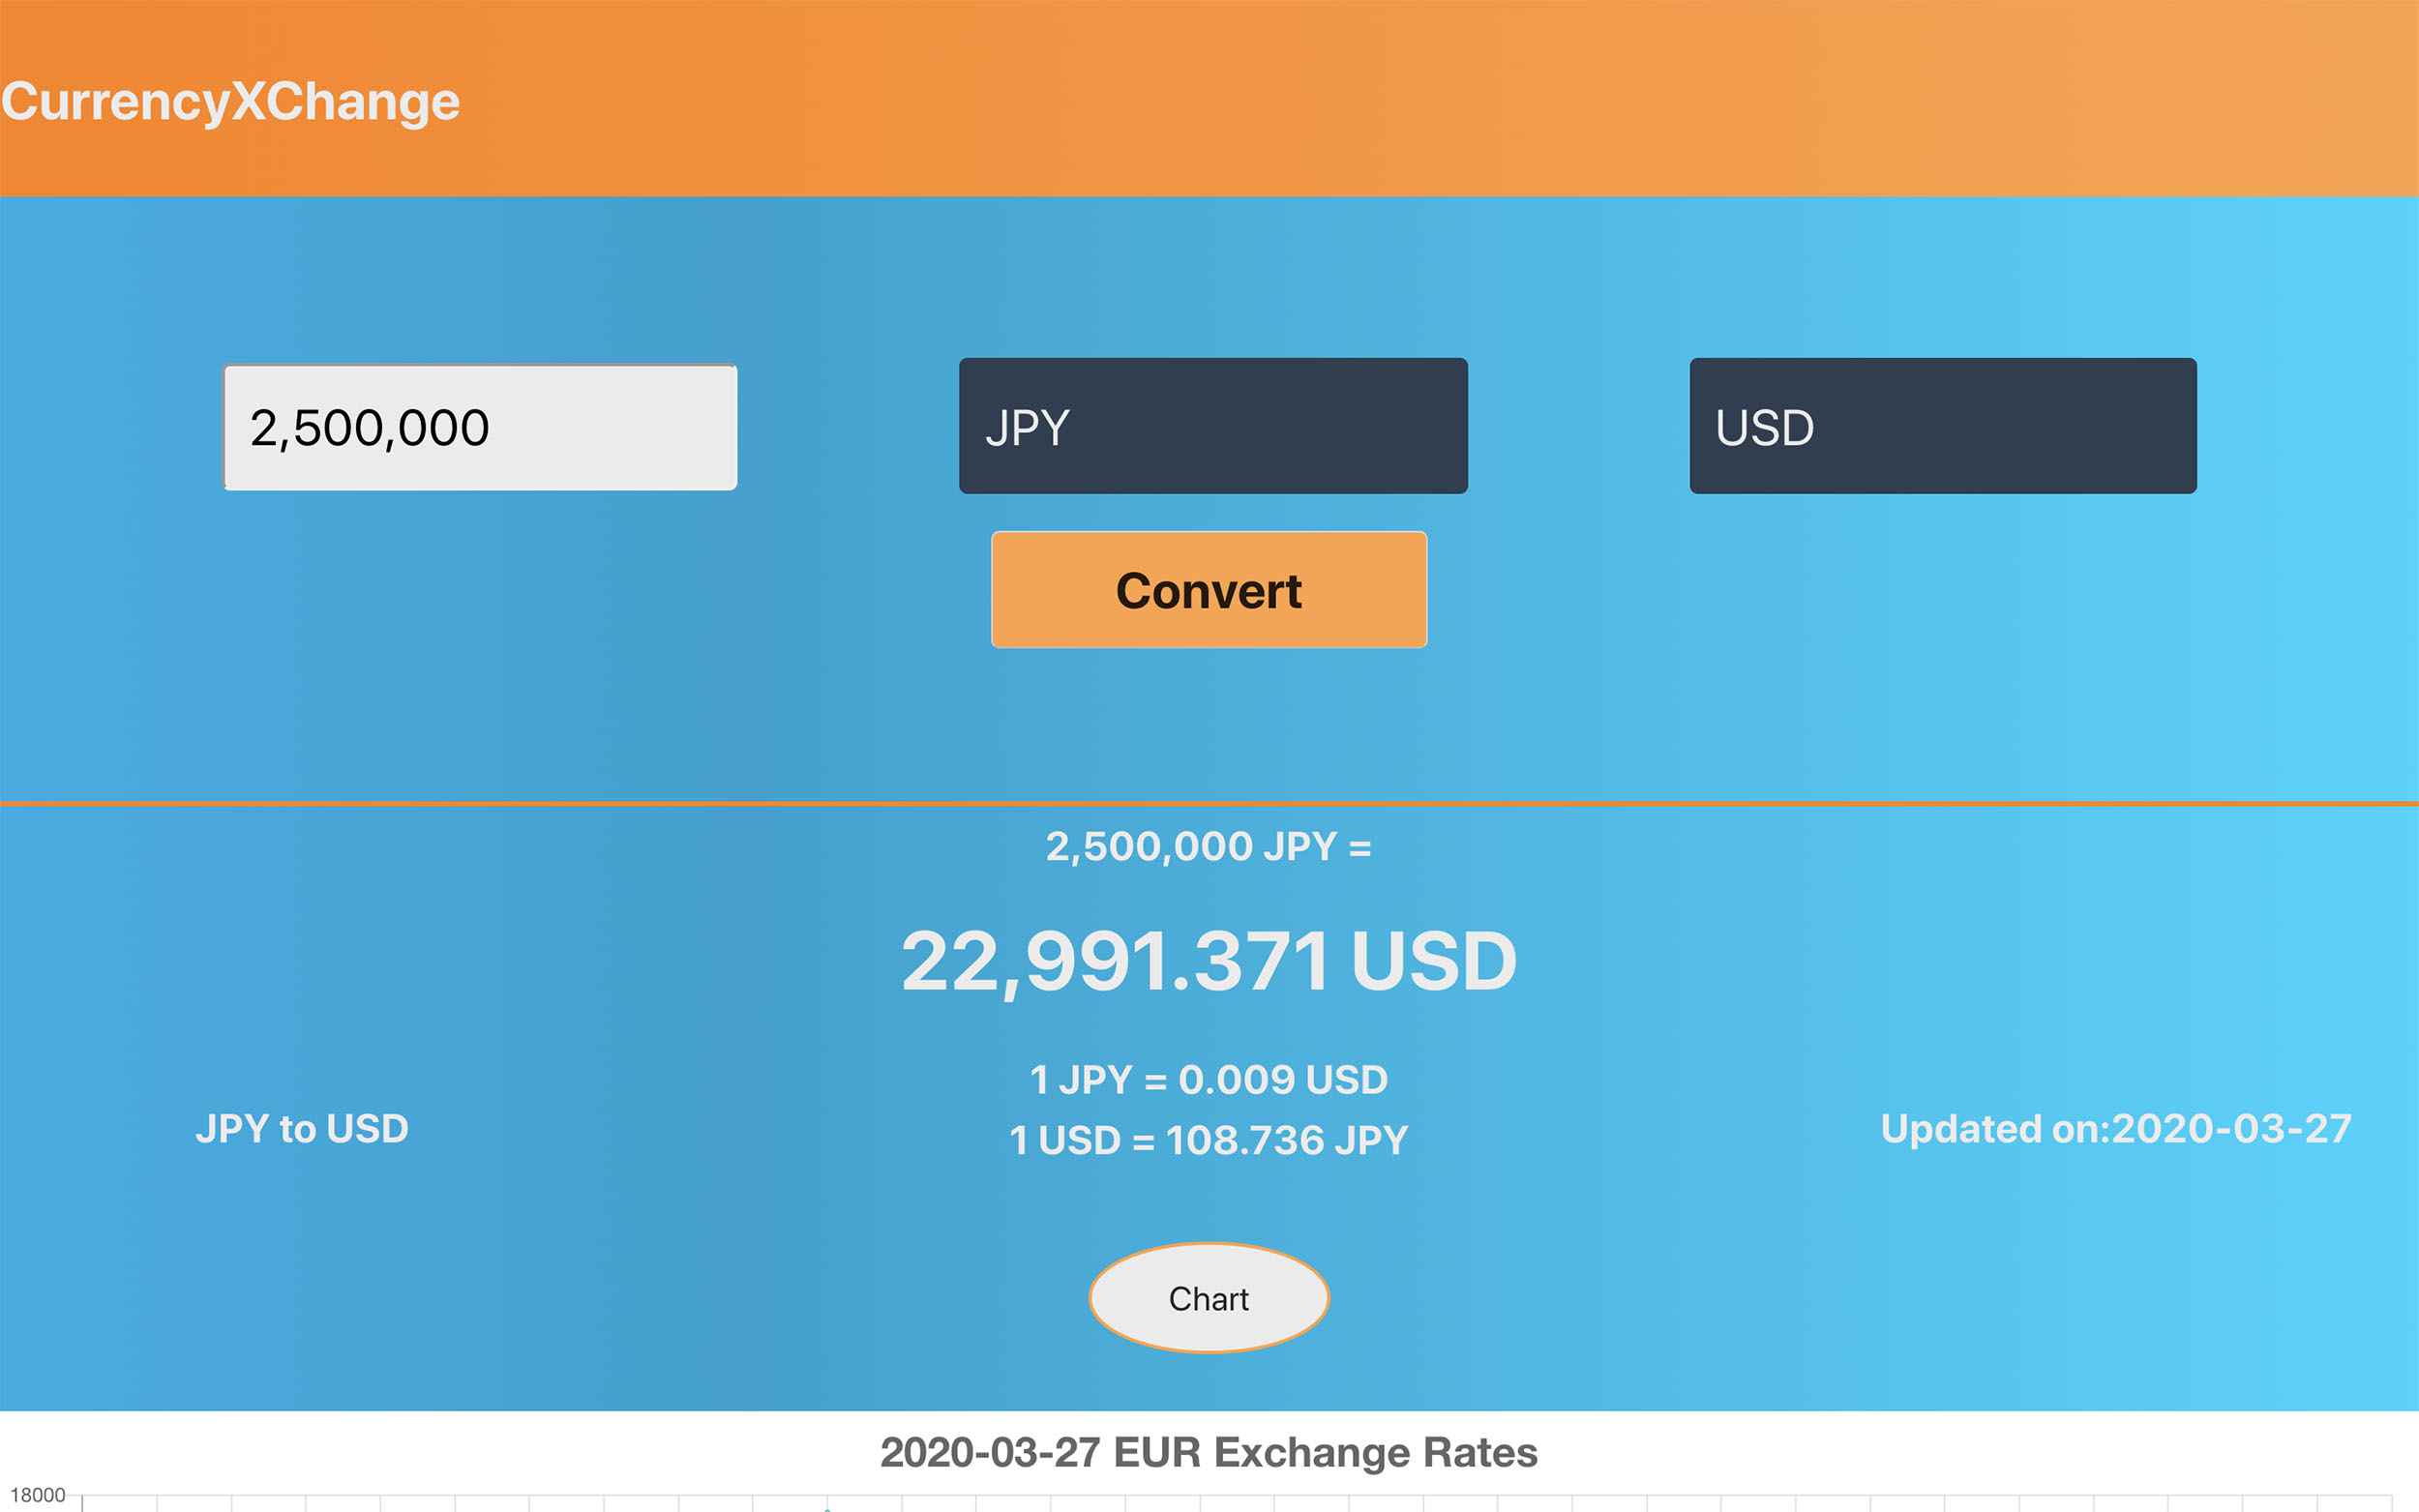 CurrencyXChange
2,500,000
JPY
USD
Convert
2,500,000 JPY =
22,991.371 USD
1 JPY = 0.009 USD
JPY to USD
1 USD = 108.736 JPY
Updated on:2020-03-27
Chart
2020-03-27 EUR Exchange Rates
18000